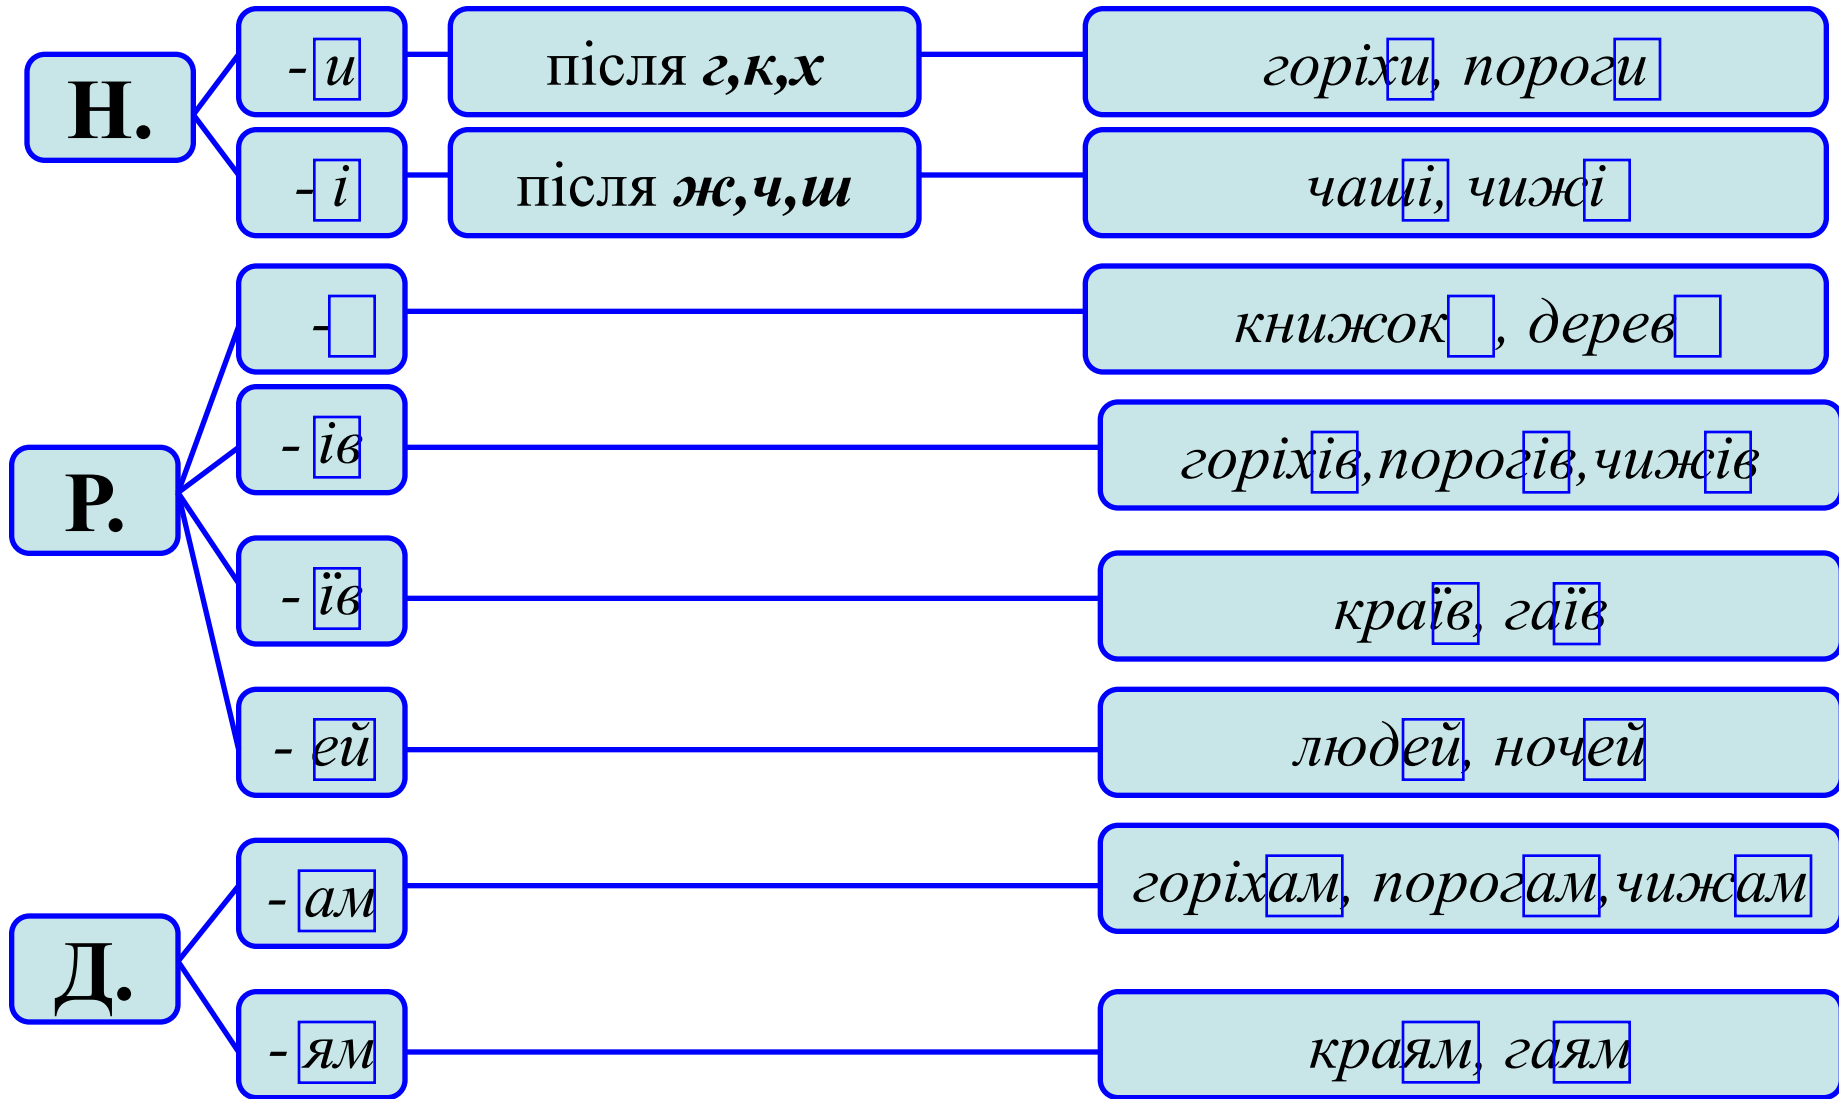 Н.
- и
після г,к,х
горіхи, пороги
- і
після ж,ч,ш
чаші, чижі
Р.
-
книжок , дерев
- ів
горіхів,порогів,чижів
- їв
країв, гаїв
- ей
людей, ночей
Д.
- ам
горіхам, порогам,чижам
- ям
краям, гаям